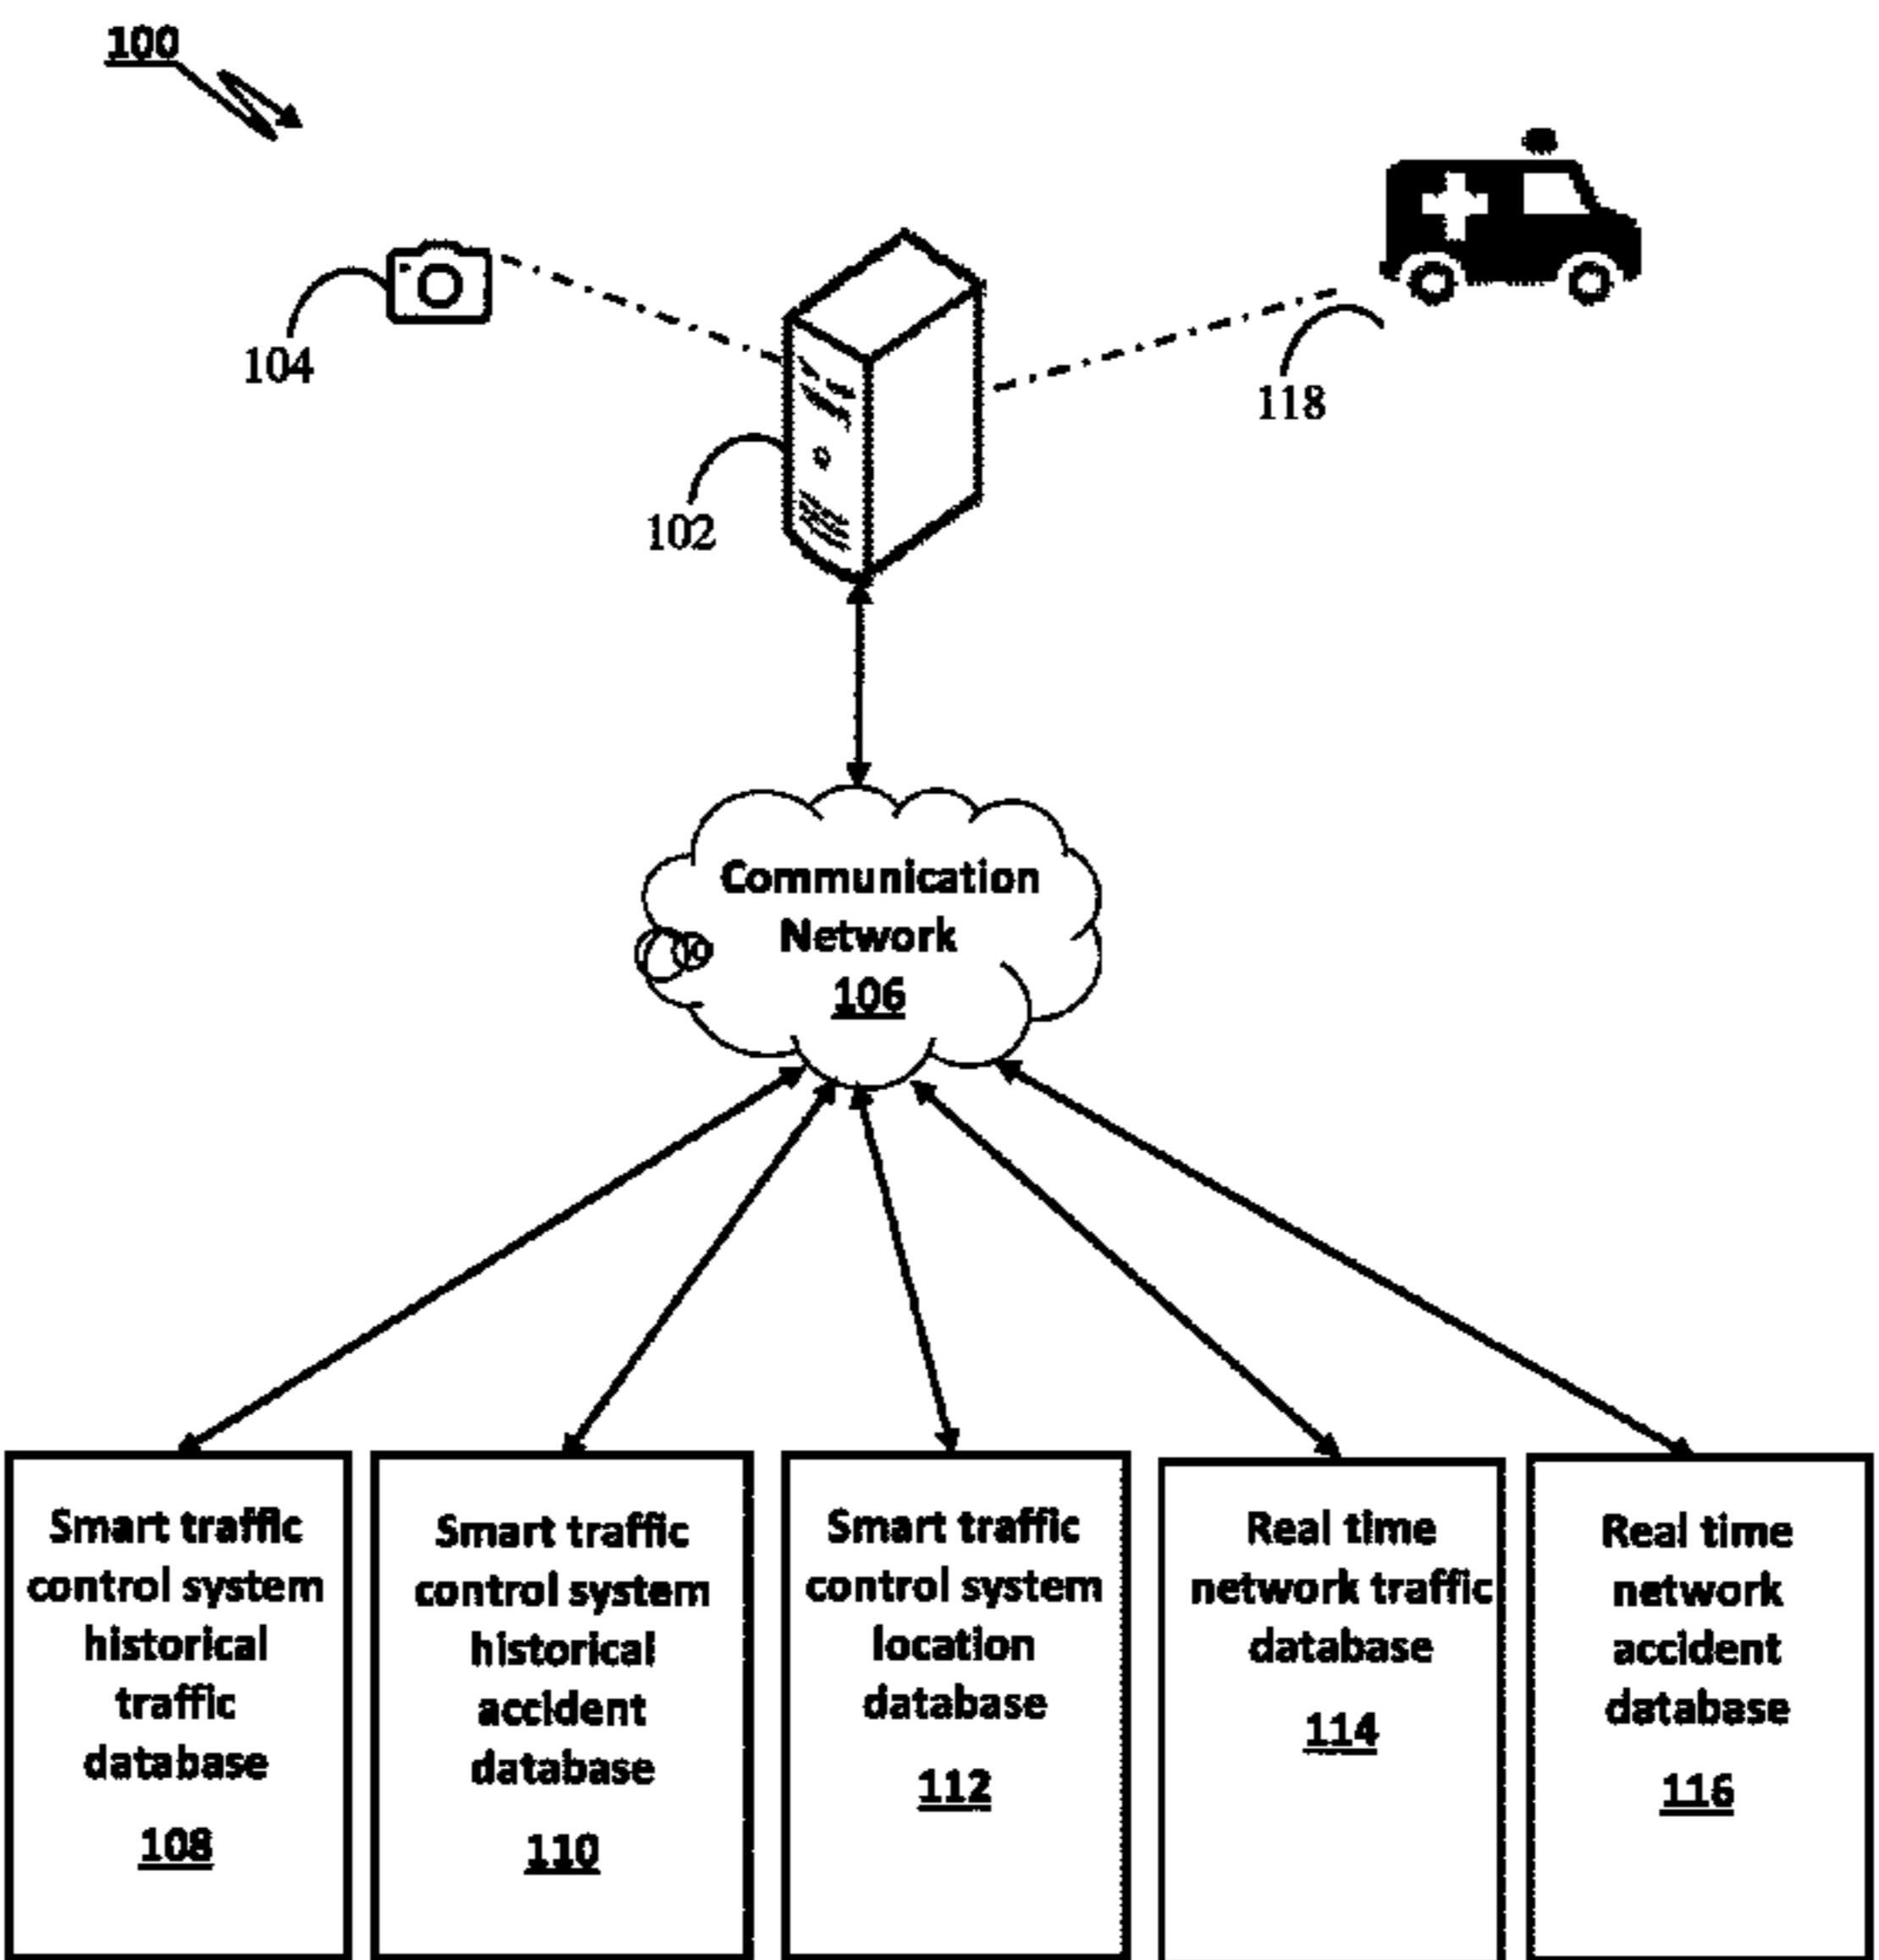 100
104
118
102
Communication
Network
106
Smart traffic
control system
historical
traffic
database
108
Smart traffic
control system
historical
accident
database
110
Smart traffic
control system
location
database
112
Real time
network traffic
database
114
Real time
network
accident
database
116